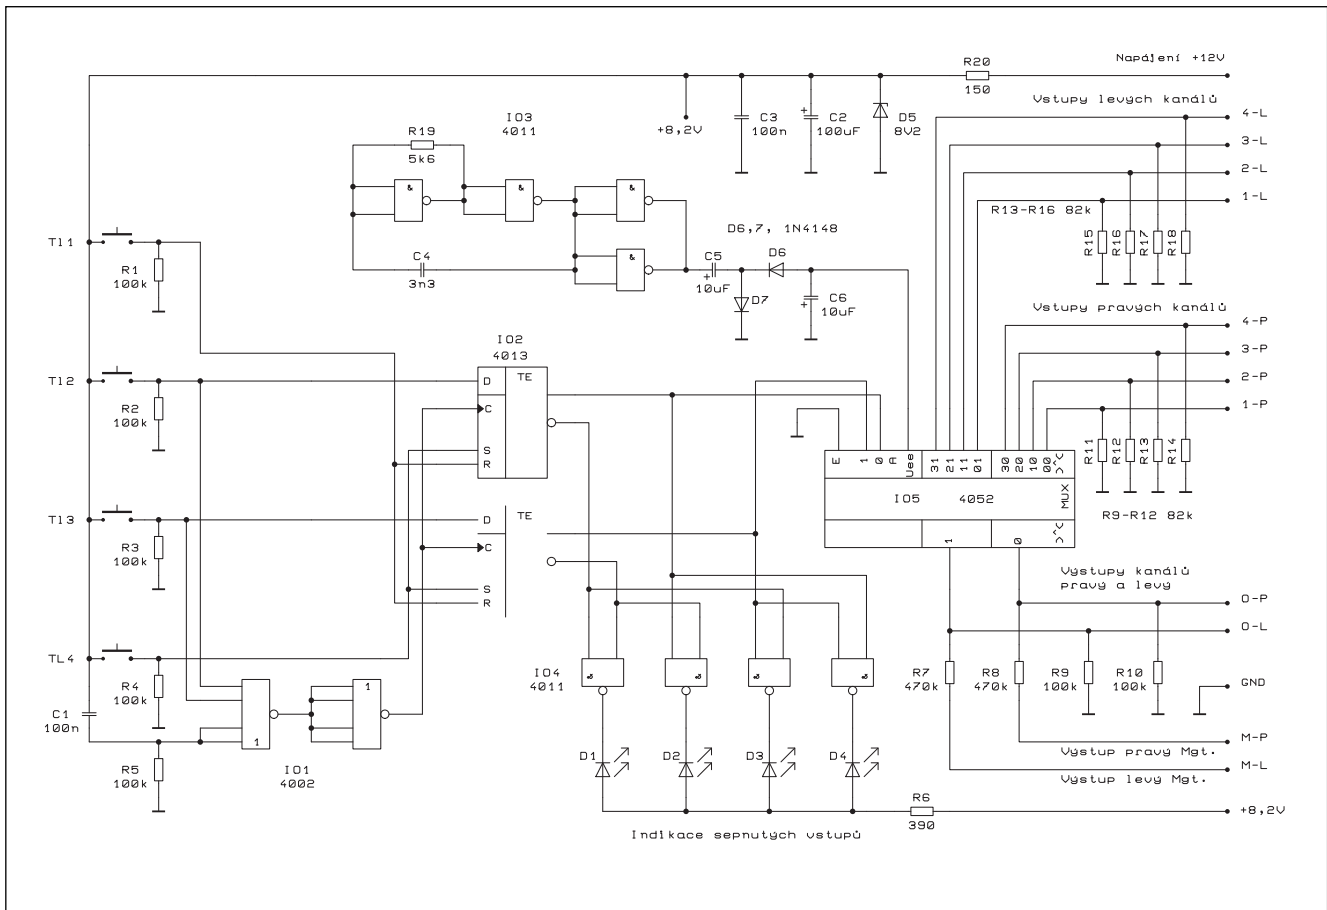 R20
150
Napájení +12V
Vstupy levých kanálů
IO3
4011
+8,2V
C3
100n
C2
+
100uF
D5
8V2
4-L
R19
5k6
&
&
&
3-L
2-L
1-L
R13-R16 82k
D6,7, 1N4148
R15
R16
R17
R18
Tl1
R1
100k
C4
3n3
&
C5
+
10uF
D6
D7
C6
+
10uF
Vstupy pravých kanálů
4-P
3-P
2-P
1-P
IO2
4013
Tl2
R2
100k
D
TE
C
S
R
E
1
0
A
Uee
31
21
11
01
30
20
10
00
MUX
IO5
4052
1
0
R11
R12
R13
R14
R9-R12 82k
Tl3
R3
100k
D
TE
C
S
R
Výstupy kanálů
pravý a levý
O-P
O-L
TL4
R4
100k
IO4
4011
&
&
&
&
R7
470k
R8
470k
R9
100k
R10
100k
GND
C1
100n
1
1
IO1
4002
R5
100k
M-P
Výstup pravý Mgt.
M-L
Výstup levý Mgt.
D1
D2
D3
D4
R6
390
+8,2V
Indikace sepnutých vstupů